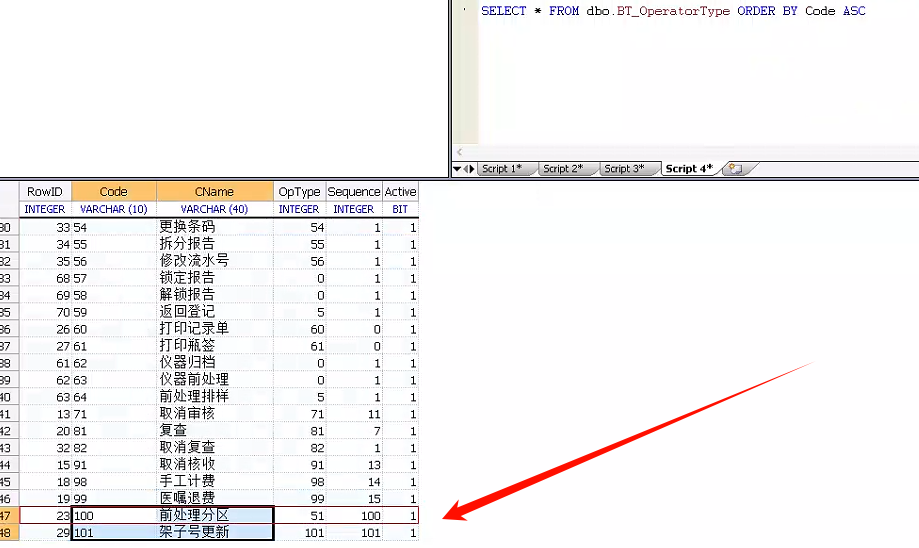 SELECT * FROM dbo.BT_OperatorType ORDER BY Code ASC
Script 1* Script 2* Script 3* Script 4*
RowID Code CName OpType Sequence Active
INTEGER VARCHAR (10) VARCHAR (40) INTEGER INTEGER BIT
30 33 54 更换条码 54 1 1
31 34 55 拆分报告 55 1 1
32 35 56 修改流水号 56 1 1
33 68 57 锁定报告 0 1 1
34 69 58 解锁报告 0 1 1
35 70 59 返回登记 5 1 1
36 26 60 打印记录单 60 0 1
37 27 61 打印瓶签 61 0 1
38 61 62 仪器归档 0 1 1
39 62 63 仪器前处理 0 1 1
40 63 64 前处理排样 5 1 1
41 13 71 取消审核 71 11 1
42 20 81 复查 81 7 1
43 32 82 取消复查 82 1 1
44 15 91 取消核收 91 13 1
45 18 98 手工计费 98 14 1
46 19 99 医嘱退费 99 15 1
47 23 100 前处理分区 51 100 1
48 29 101 架子号更新 101 101 1